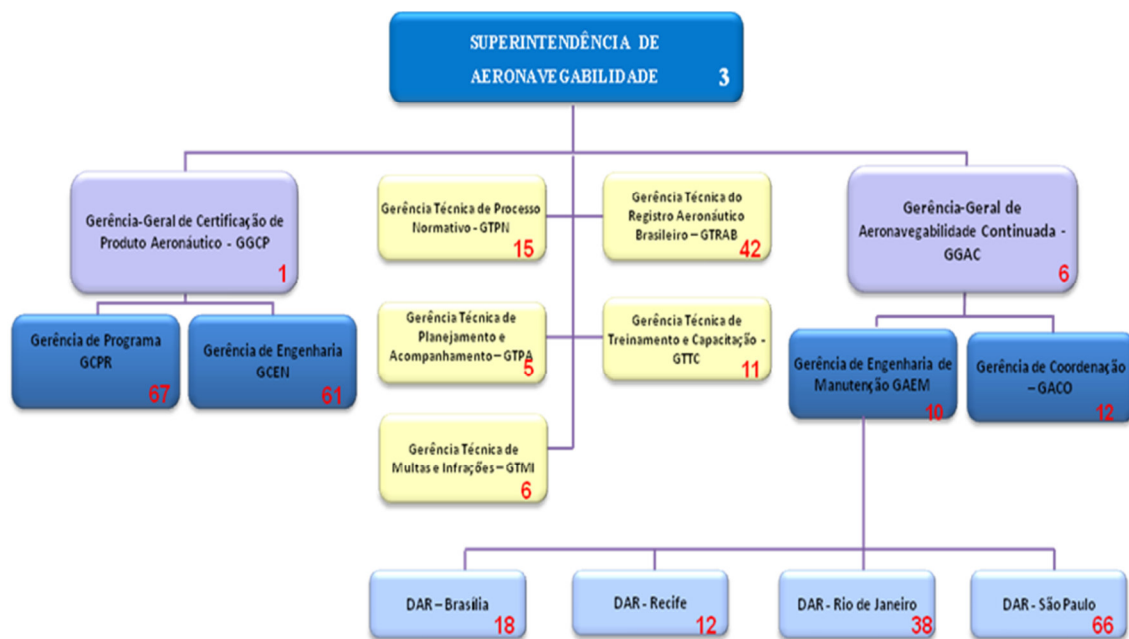 SUPERINTENDÊNCIA DE
AERONAVEGABILIDADE
3
Gerência-Geral de Certificação de
Produto Aeronáutico - GGCP
1
Gerência Técnica de Processo
Normativo - GTPN
15
Gerência Técnica do
Registro Aeronáutico
Brasileiro – GTRAB
42
Gerência-Geral de
Aeronavegabilidade Continuada -
GGAC
6
Gerência de Programa
GCPR
67
Gerência de Engenharia
GCEN
61
Gerência Técnica de
Planejamento e
Acompanhamento – GTPA
5
Gerência Técnica de
Treinamento e Capacitação -
GTTC
11
Gerência de Engenharia de
Manutenção GAEM
10
Gerência de Coordenação
– GACO
12
Gerência Técnica de
Multas e Infrações – GTMI
6
DAR – Brasília
18
DAR - Recife
12
DAR - Rio de Janeiro
38
DAR - São Paulo
66